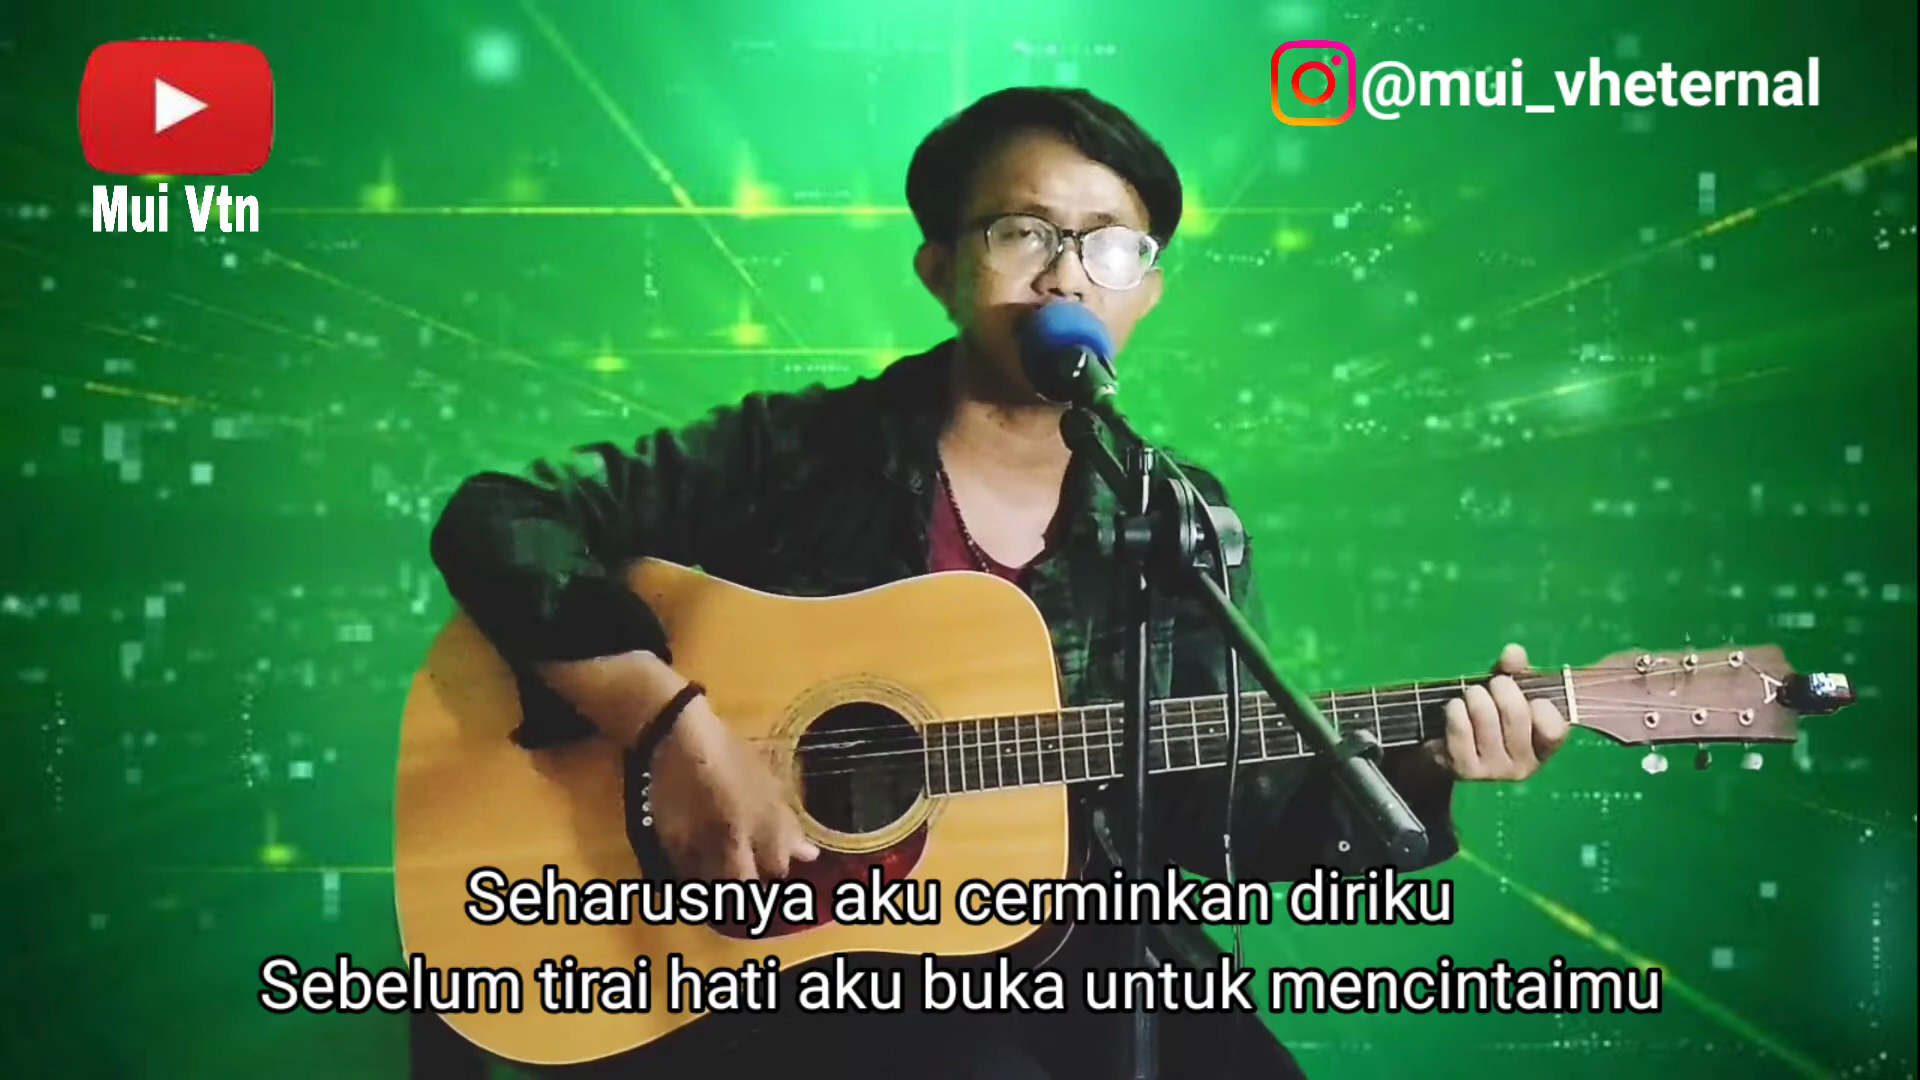 Mui Vtn
@mui_vheternal
Seharusnya aku cerminkan diriku
Sebelum tirai hati aku buka untuk mencintaimu